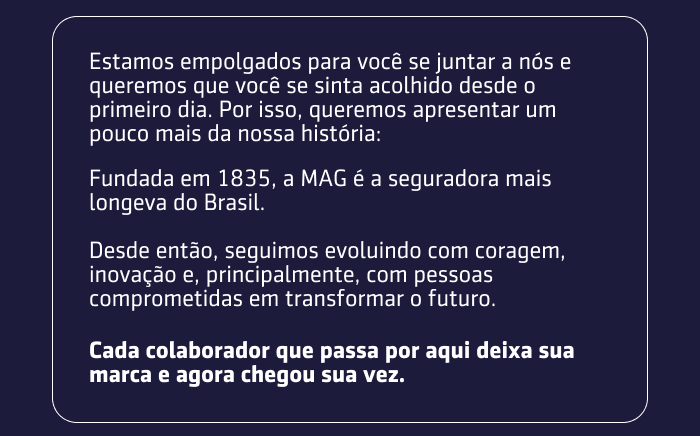 Estamos empolgados para você se juntar a nós e
queremos que você se sinta acolhido desde o
primeiro dia. Por isso, queremos apresentar um
pouco mais da nossa história:
Fundada em 1835, a MAG é a seguradora mais
longeva do Brasil.
Desde então, seguimos evoluindo com coragem,
inovação e, principalmente, com pessoas
comprometidas em transformar o futuro.
Cada colaborador que passa por aqui deixa sua
marca e agora chegou sua vez.